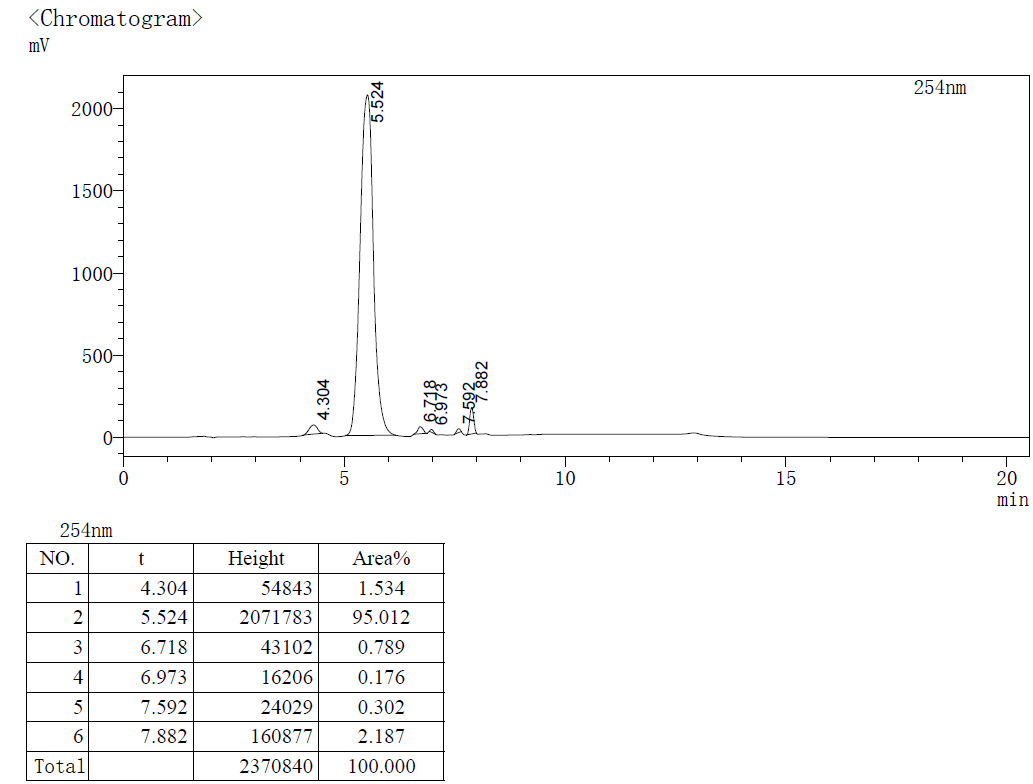 <Chromatogram>
mV
254nm
2000
1500
1000
500
0
5.524
4.304
6.718
6.973
7.592
7.882
0 5 10 15 20
min
254nm
NO. t Height Area%
1 4.304 54843 1.534
2 5.524 2071783 95.012
3 6.718 43102 0.789
4 6.973 16206 0.176
5 7.592 24029 0.302
6 7.882 160877 2.187
Total 2370840 100.000